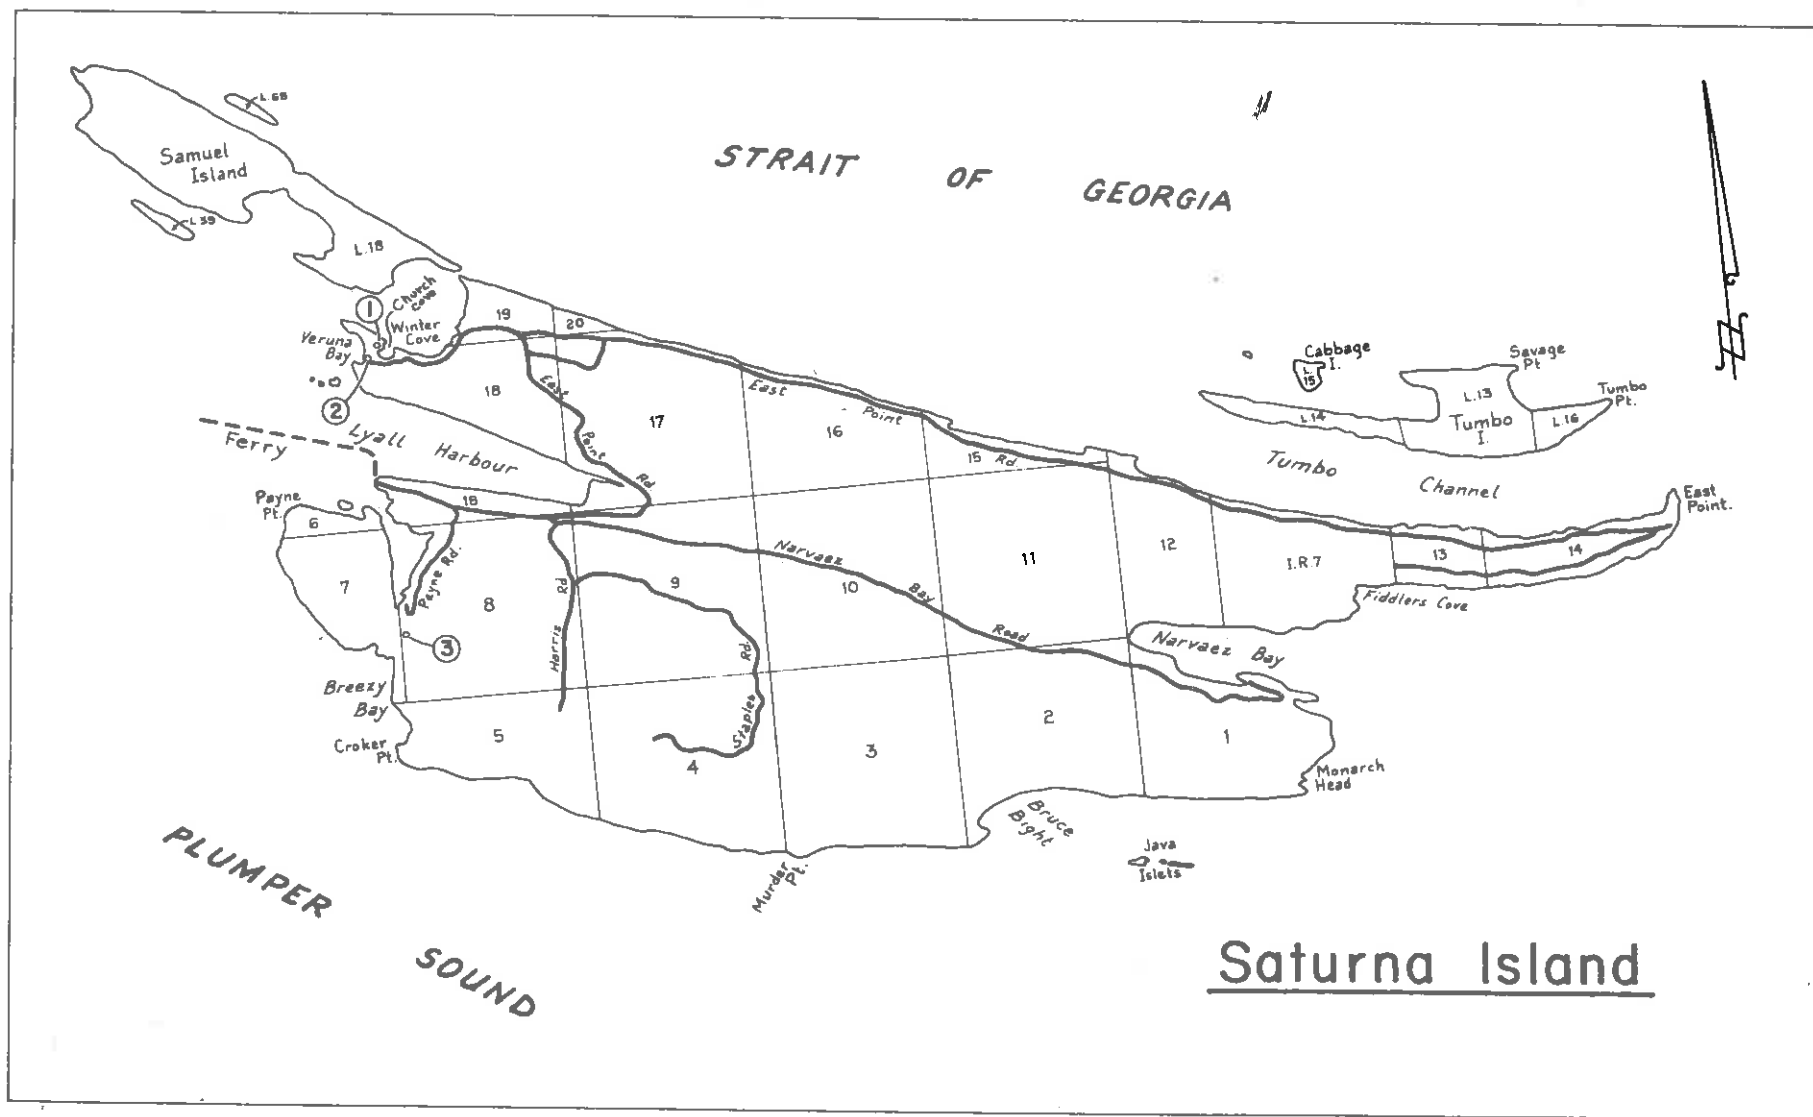 L.65
Samuel
Island
L.39
STRAIT OF GEORGIA
L.18
Church
Cove
1
Winter
Cove
Veruna
Bay
19
20
2
18
East
Point
Rd
17
East Point Rd.
16
15
Cabbage
I.
L.
15
Savage
Pt
Tumbo
Pt.
L.14
L.13
Tumbo
I.
L.16
Tumbo Channel
East
Point.
Ferry
Lyall Harbour
Payne
Pt.
6
18
7
Payne Rd.
8
3
Harris Rd
9
Narvaez Bay Road
10
11
12
I.R.7
13
14
Fiddlers Cove
Narvaez Bay
Staples Rd.
Breezy
Bay
Croker
Pt.
5
4
3
2
1
Monarch
Head
Bruce
Bight
Java
Islets
Murder
Pt.
PLUMPER
SOUND
Saturna Island